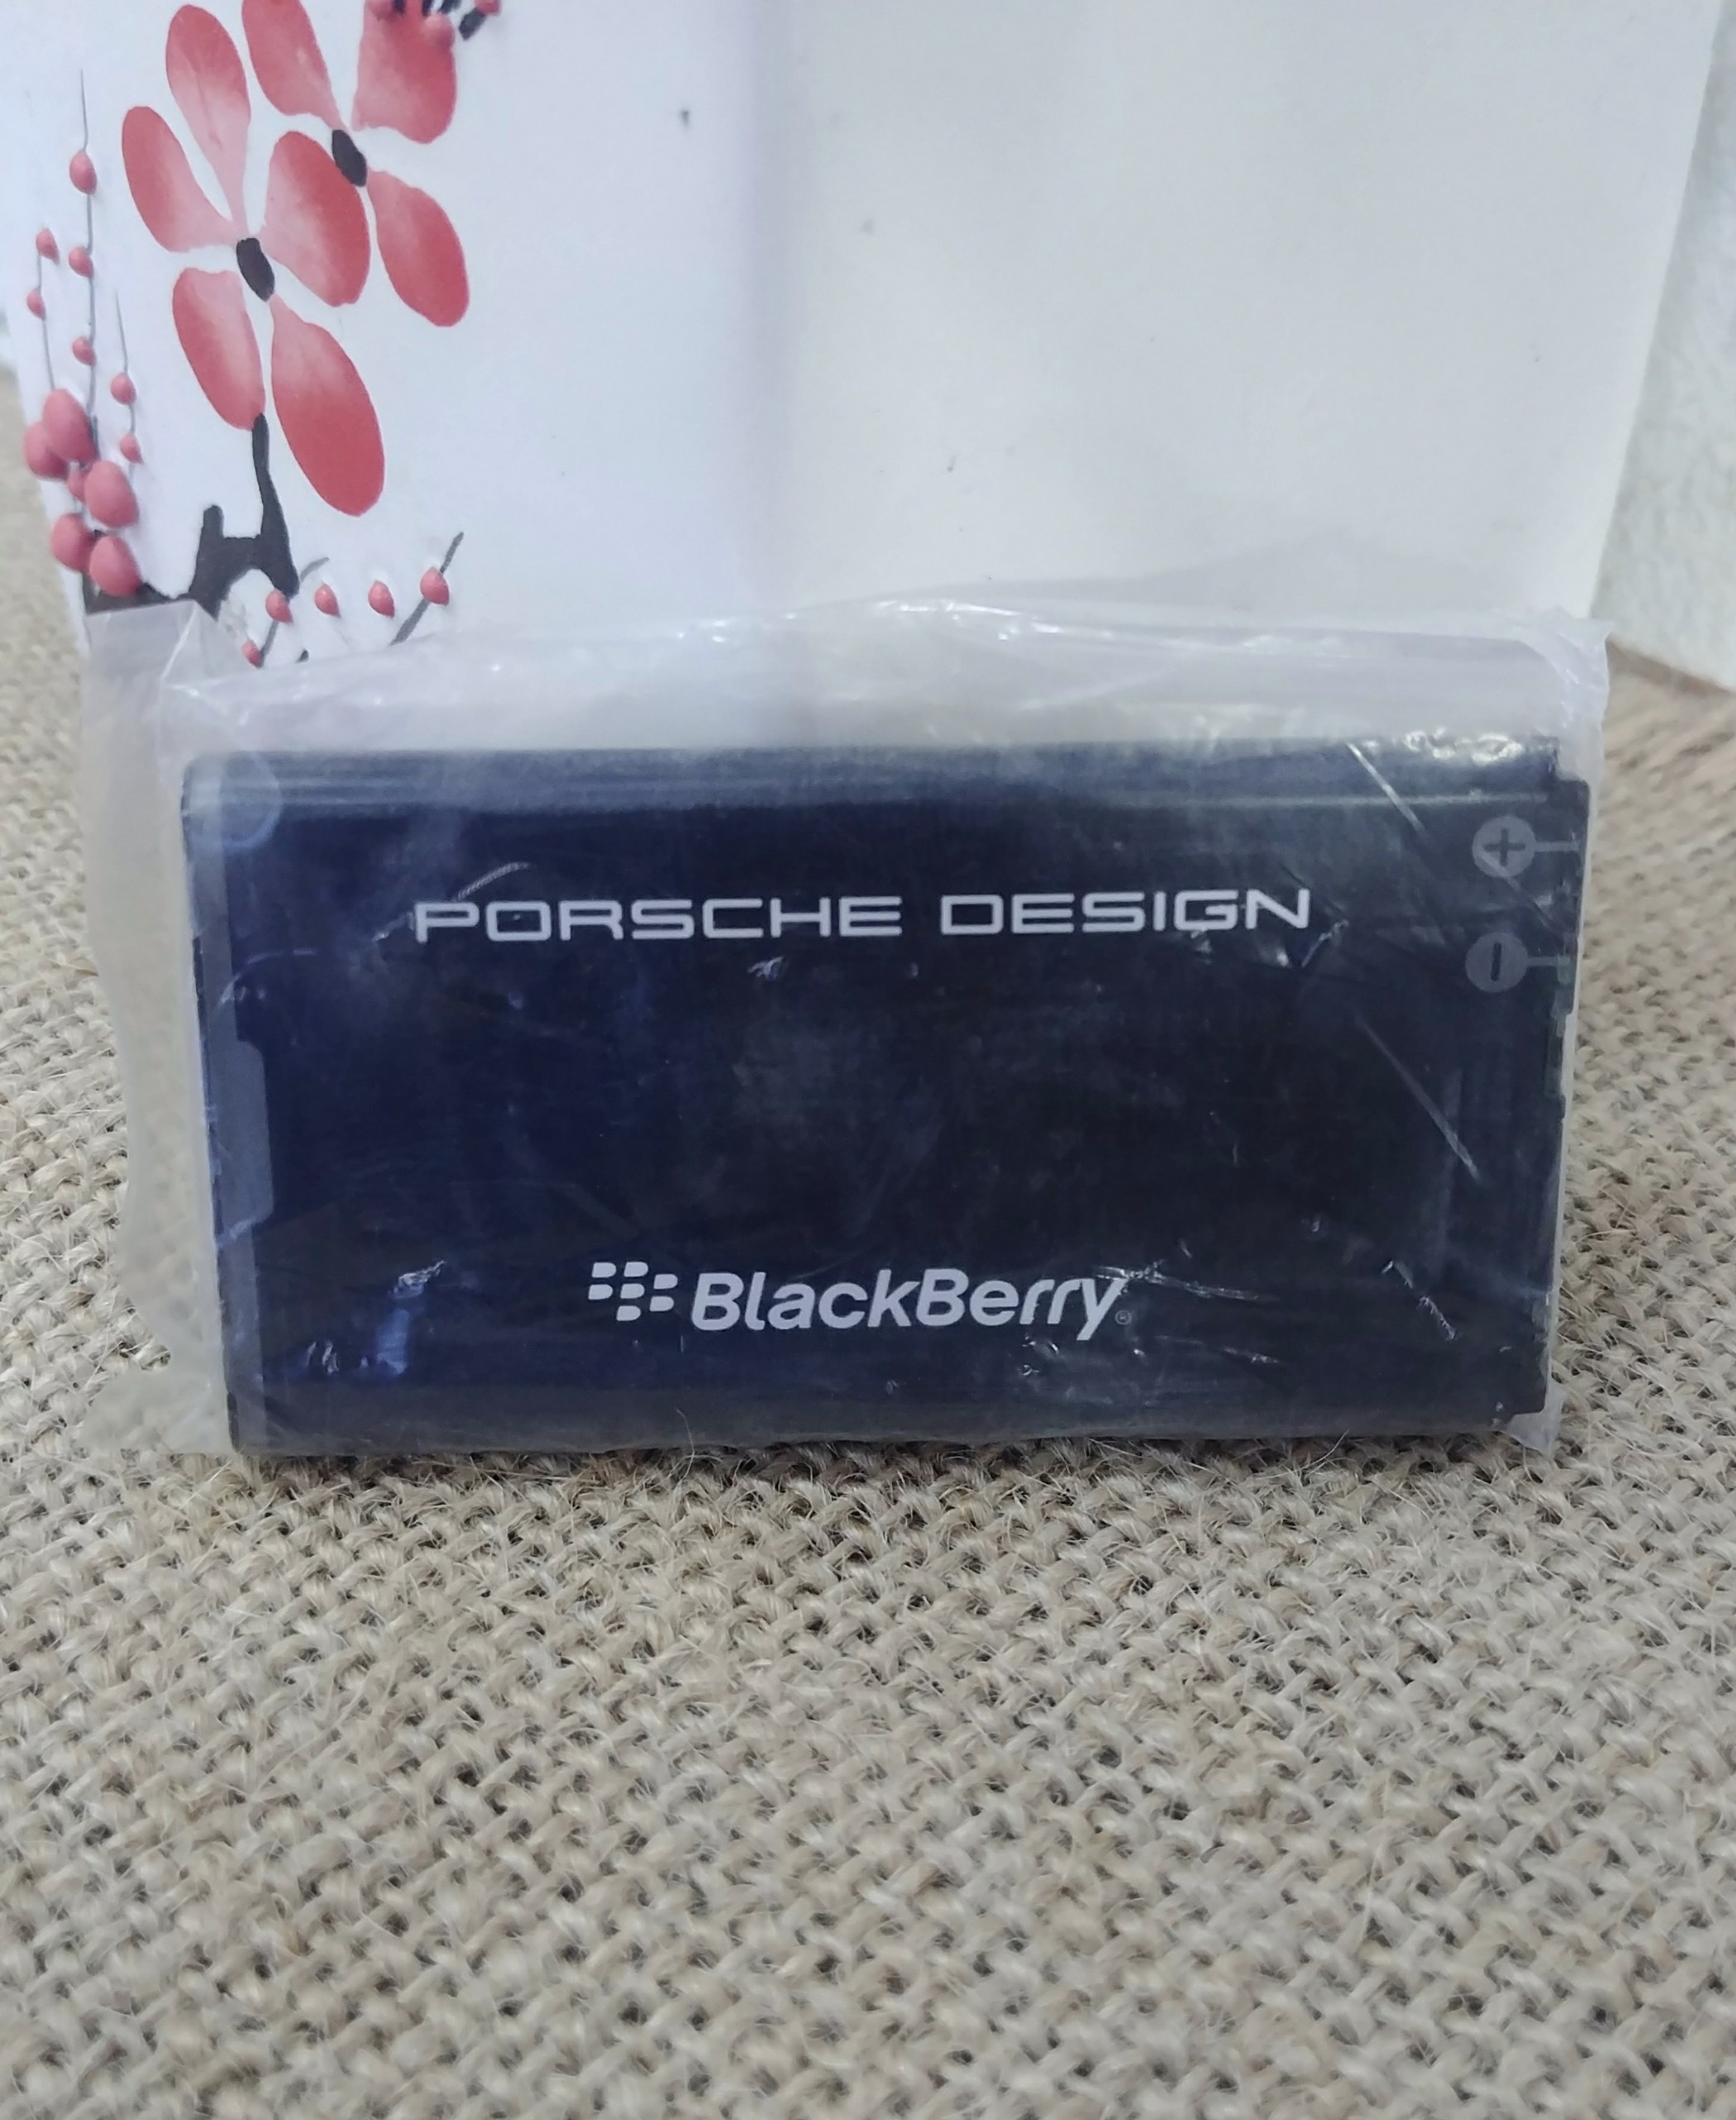 PORSCHE DESIGN
+
-
BlackBerry®